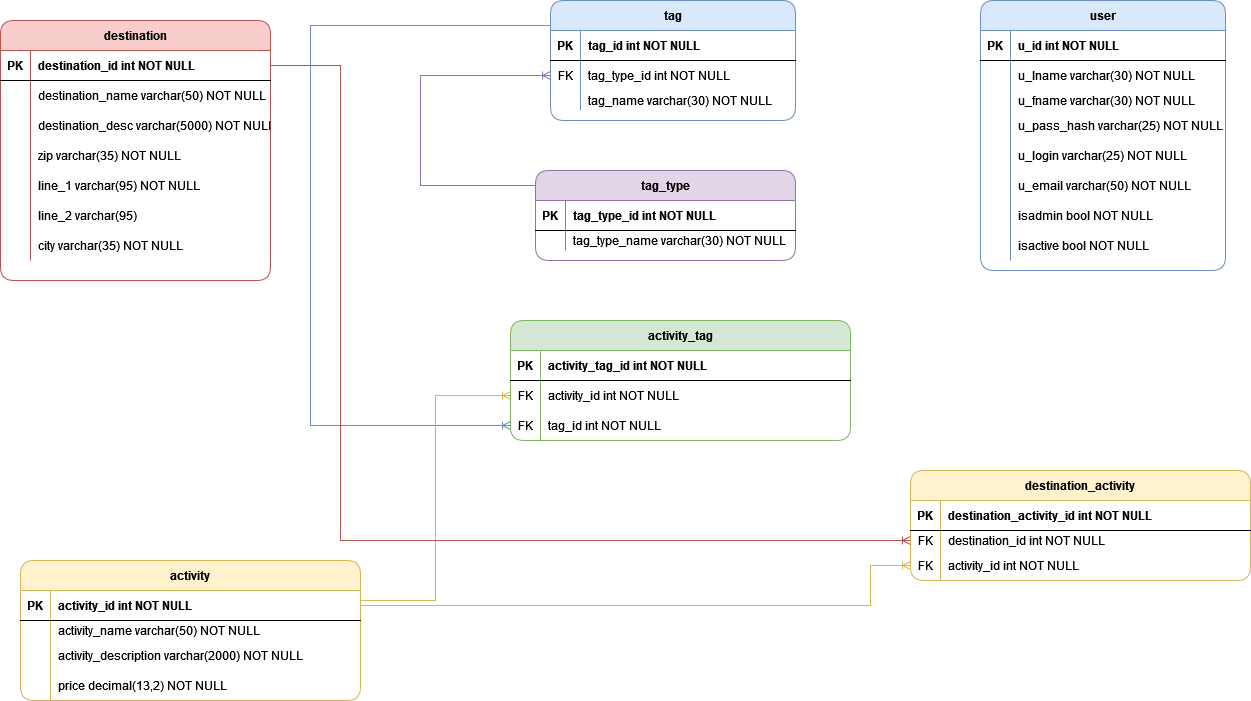 destination
PK destination_id int NOT NULL
destination_name varchar(50) NOT NULL
destination_desc varchar(5000) NOT NULL
zip varchar(35) NOT NULL
line_1 varchar(95) NOT NULL
line_2 varchar(95)
city varchar(35) NOT NULL
tag
PK tag_id int NOT NULL
FK tag_type_id int NOT NULL
tag_name varchar(30) NOT NULL
user
PK u_id int NOT NULL
u_lname varchar(30) NOT NULL
u_fname varchar(30) NOT NULL
u_pass_hash varchar(25) NOT NULL
u_login varchar(25) NOT NULL
u_email varchar(50) NOT NULL
isadmin bool NOT NULL
isactive bool NOT NULL
tag_type
PK tag_type_id int NOT NULL
tag_type_name varchar(30) NOT NULL
activity_tag
PK activity_tag_id int NOT NULL
FK activity_id int NOT NULL
FK tag_id int NOT NULL
destination_activity
PK destination_activity_id int NOT NULL
FK destination_id int NOT NULL
FK activity_id int NOT NULL
activity
PK activity_id int NOT NULL
activity_name varchar(50) NOT NULL
activity_description varchar(2000) NOT NULL
price decimal(13,2) NOT NULL